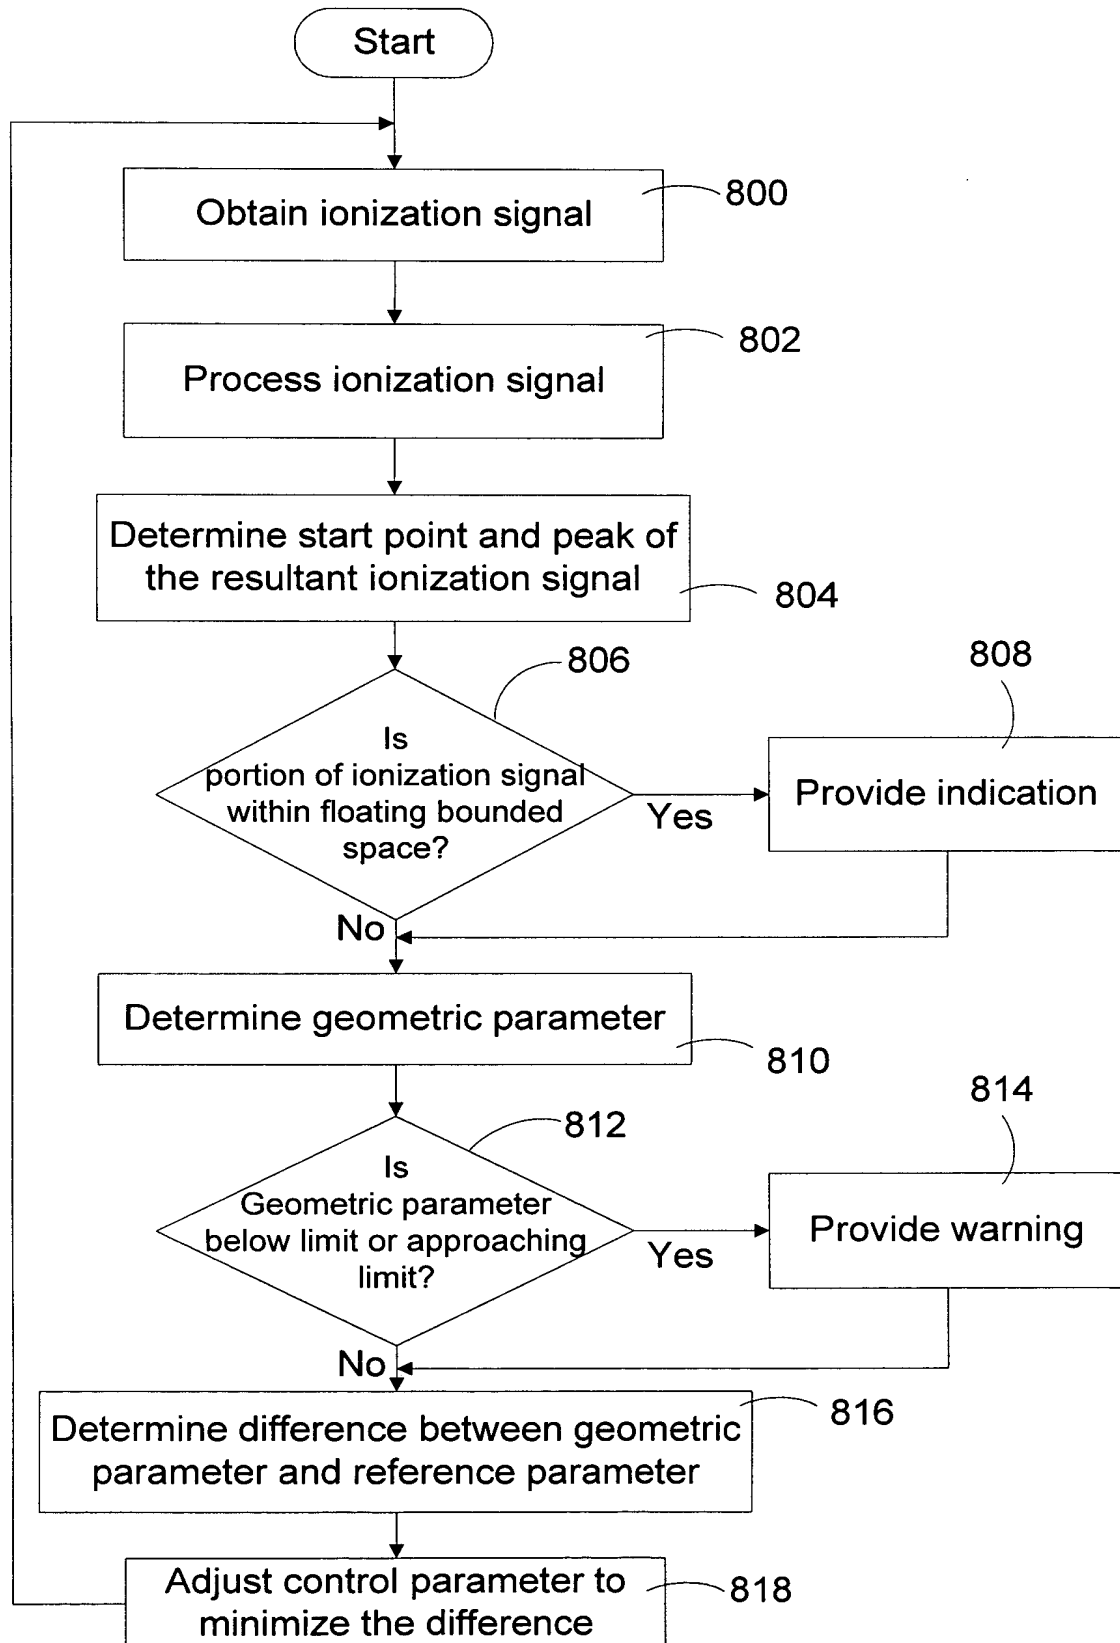 Start
Obtain ionization signal
800
Process ionization signal
802
Determine start point and peak of
the resultant ionization signal
804
806
Is
portion of ionization signal
within floating bounded
space?
Yes
808
Provide indication
No
Determine geometric parameter
810
812
Is
Geometric parameter
below limit or approaching
limit?
Yes
814
Provide warning
No
Determine difference between geometric
parameter and reference parameter
816
Adjust control parameter to
minimize the difference
818